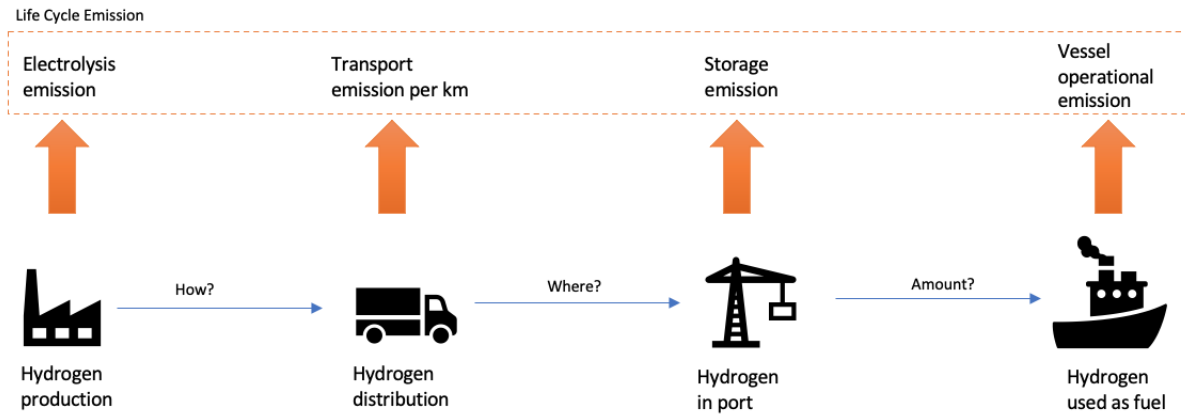 Life Cycle Emission
Electrolysis
emission
Transport
emission per km
Storage
emission
Vessel
operational
emission
How?
Where?
Amount?
Hydrogen
production
Hydrogen
distribution
Hydrogen
in port
Hydrogen
used as fuel